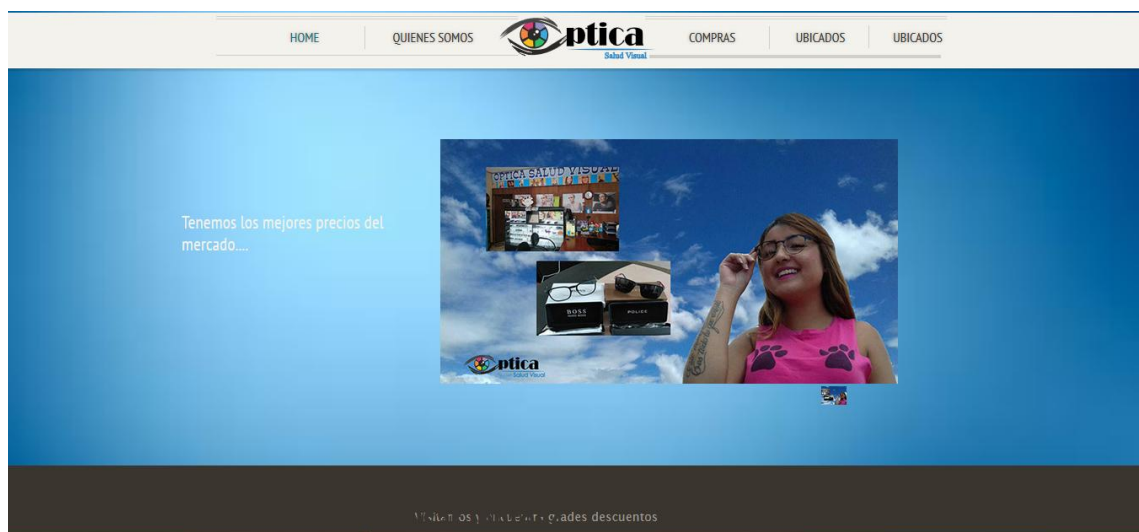 HOME
QUIENES SOMOS
ptica
Salud Visual
COMPRAS
UBICADOS
UBICADOS
OPTICA SALUD VISUAL
Tenemos los mejores precios del
mercado....
BOSS
POLICE
ptica
Salud Visual
descuentos